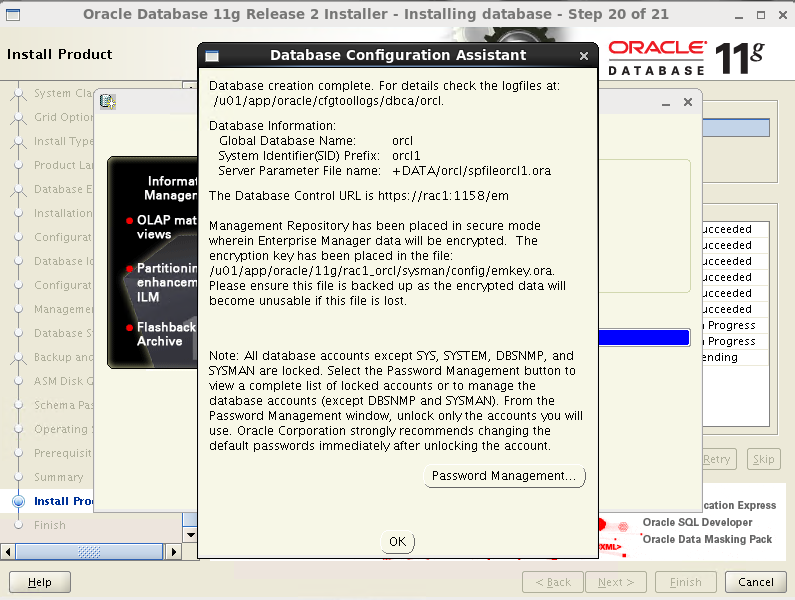 Oracle Database 11g Release 2 Installer - Installing database - Step 20 of 21
Install Product
ORACLE
DATABASE
11g
System Cla
Grid Option
Install Type
Product Lan
Database E
Installation
Configurat
Database Id
Configurat
Managemen
Database S
Backup and
ASM Disk G
Schema Pas
Operating S
Prerequisit
Summary
Install Pro
Finish
Informat
Managem
OLAP mat
views
Partitionin
enhancem
ILM
Flashback
Archive
Database Configuration Assistant
Database creation complete. For details check the logfiles at:
/u01/app/oracle/cfgtoollogs/dbca/orcl.
Database Information:
Global Database Name: orcl
System Identifier(SID) Prefix: orcl1
Server Parameter File name: +DATA/orcl/spfileorcl1.ora
The Database Control URL is https://rac1:1158/em
Management Repository has been placed in secure mode
wherein Enterprise Manager data will be encrypted. The
encryption key has been placed in the file:
/u01/app/oracle/11g/rac1_orcl/sysman/config/emkey.ora.
Please ensure this file is backed up as the encrypted data will
become unusable if this file is lost.
Note: All database accounts except SYS, SYSTEM, DBSNMP, and
SYSMAN are locked. Select the Password Management button to
view a complete list of locked accounts or to manage the
database accounts (except DBSNMP and SYSMAN). From the
Password Management window, unlock only the accounts you will
use. Oracle Corporation strongly recommends changing the
default passwords immediately after unlocking the account.
Password Management...
OK
ucceeded
ucceeded
ucceeded
ucceeded
ucceeded
ucceeded
n Progress
n Progress
ending
Retry
Skip
cation Express
Oracle SQL Developer
Oracle Data Masking Pack
XML>
Help
< Back
Next >
Finish
Cancel